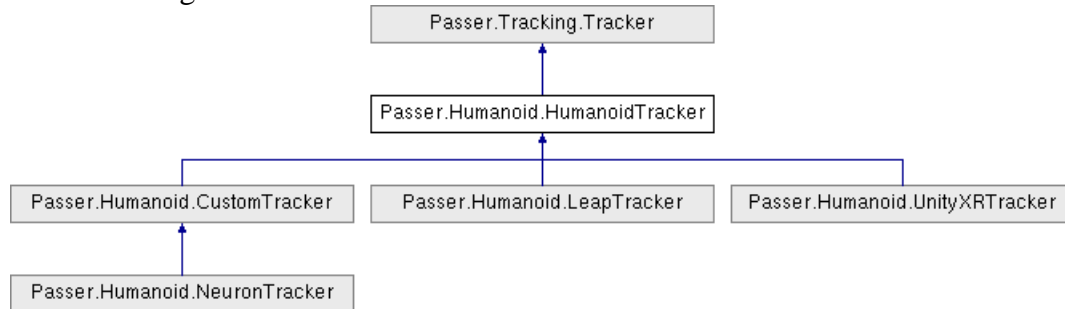 Passer.Tracking.Tracker
Passer.Humanoid.HumanoidTracker
Passer.Humanoid.CustomTracker
Passer.Humanoid.LeapTracker
Passer.Humanoid.UnityXRTracker
Passer.Humanoid.NeuronTracker